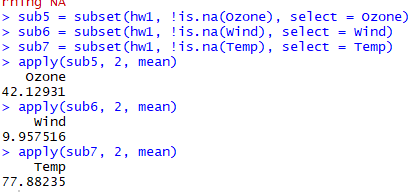 rning NA
> sub5 = subset(hw1, !is.na(Ozone), select = Ozone)
> sub6 = subset(hw1, !is.na(Wind), select = Wind)
> sub7 = subset(hw1, !is.na(Temp), select = Temp)
> apply(sub5, 2, mean)
Ozone
42.12931
> apply(sub6, 2, mean)
Wind
9.957516
> apply(sub7, 2, mean)
Temp
77.88235